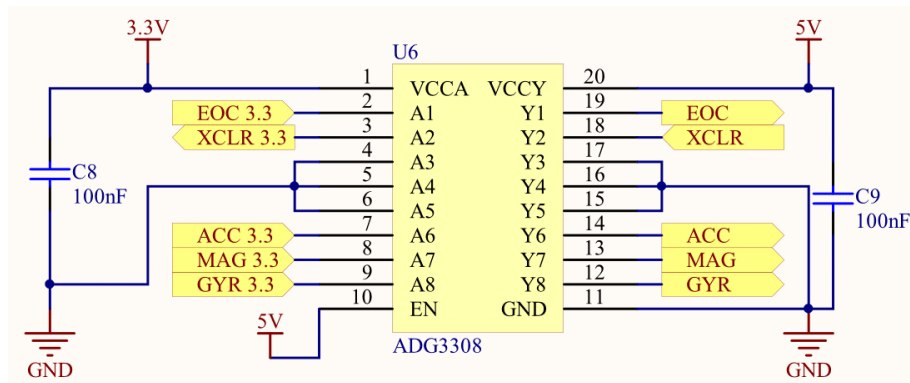 3.3V
5V
U6
1 VCCA VCCY 20
EOC 3.3 2 A1 Y1 19 EOC
XCLR 3.3 3 A2 Y2 18 XCLR
4 A3 Y3 17
C8 5 A4 Y4 16 C9
100nF 6 A5 Y5 15 100nF
ACC 3.3 7 A6 Y6 14 ACC
MAG 3.3 8 A7 Y7 13 MAG
GYR 3.3 9 A8 Y8 12 GYR
10 EN GND 11
5V
ADG3308
GND
GND